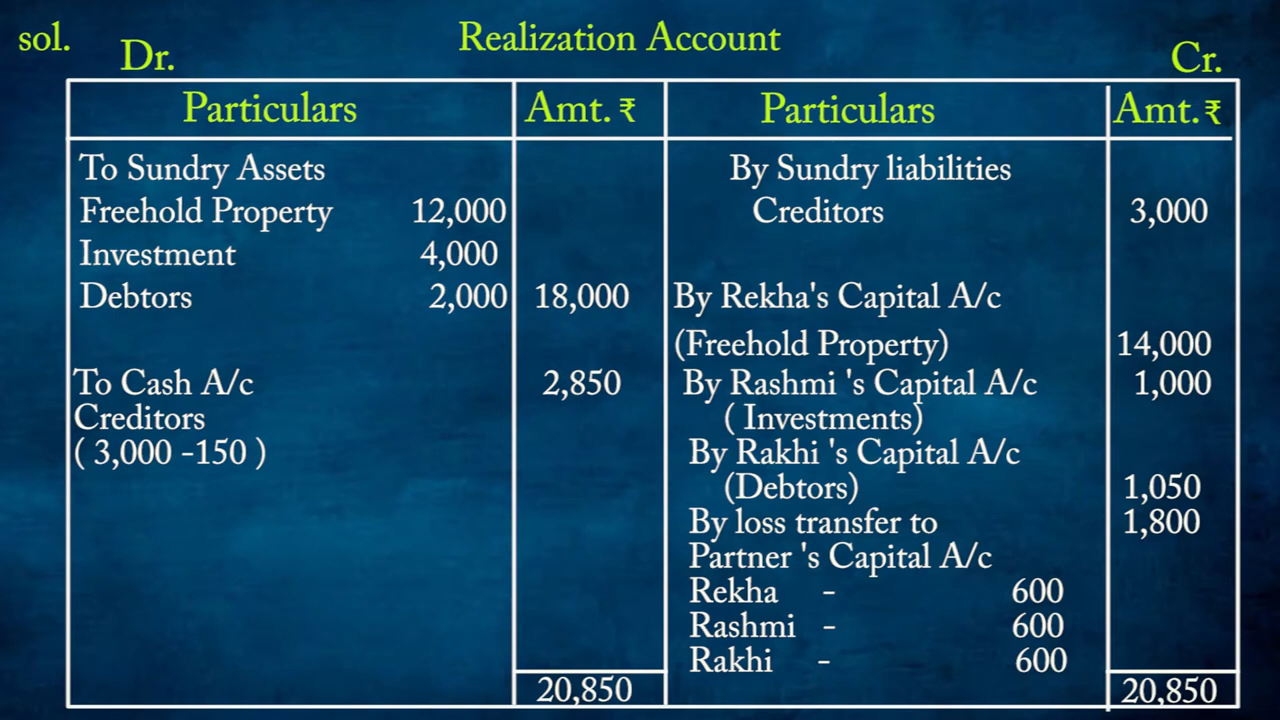 sol.
Dr.
Realization Account
Cr.
Particulars Amt. ₹ Particulars Amt. ₹
To Sundry Assets
Freehold Property 12,000
Investment 4,000
Debtors 2,000 18,000
To Cash A/c 2,850
Creditors
( 3,000 -150 )
20,850
By Sundry liabilities
Creditors 3,000
By Rekha's Capital A/c
(Freehold Property) 14,000
By Rashmi 's Capital A/c 1,000
( Investments)
By Rakhi 's Capital A/c
(Debtors) 1,050
By loss transfer to 1,800
Partner 's Capital A/c
Rekha - 600
Rashmi - 600
Rakhi - 600
20,850